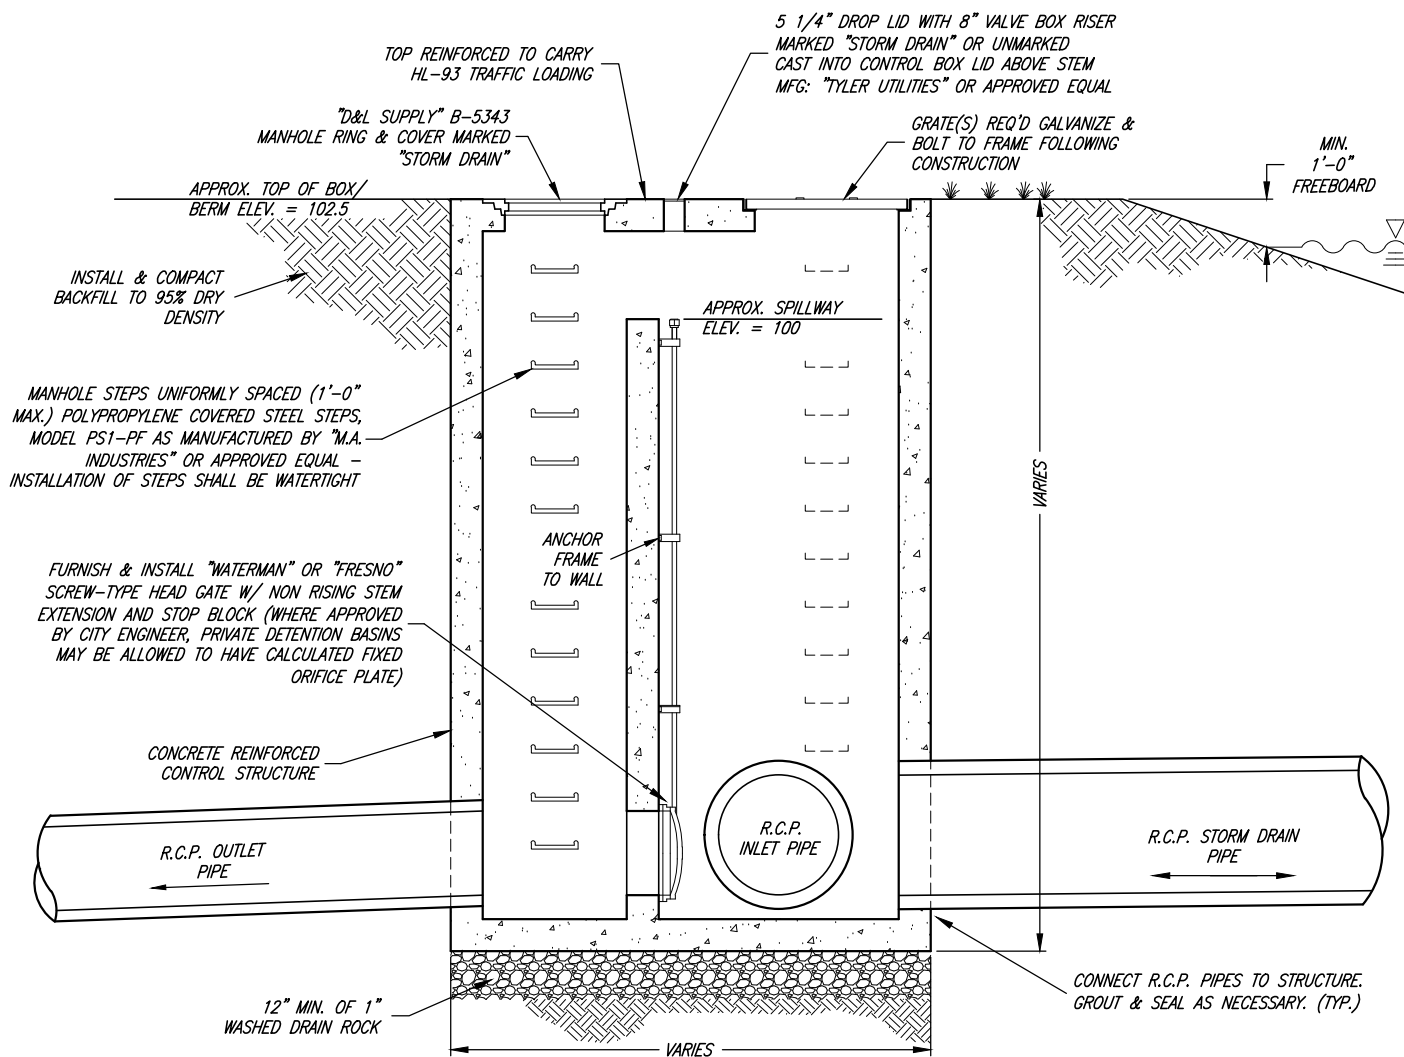 5 1/4" DROP LID WITH 8" VALVE BOX RISER
MARKED "STORM DRAIN" OR UNMARKED
CAST INTO CONTROL BOX LID ABOVE STEM
MFG: "TYLER UTILITIES" OR APPROVED EQUAL
TOP REINFORCED TO CARRY
HL-93 TRAFFIC LOADING
"D&L SUPPLY" B-5343
MANHOLE RING & COVER MARKED
"STORM DRAIN"
GRATE(S) REQ'D GALVANIZE &
BOLT TO FRAME FOLLOWING
CONSTRUCTION
MIN.
1'-0"
FREEBOARD
APPROX. TOP OF BOX/
BERM ELEV. = 102.5
INSTALL & COMPACT
BACKFILL TO 95% DRY
DENSITY
APPROX. SPILLWAY
ELEV. = 100
MANHOLE STEPS UNIFORMLY SPACED (1'-0"
MAX.) POLYPROPYLENE COVERED STEEL STEPS,
MODEL PS1-PF AS MANUFACTURED BY "M.A.
INDUSTRIES" OR APPROVED EQUAL -
INSTALLATION OF STEPS SHALL BE WATERTIGHT
VARIES
ANCHOR
FRAME
TO WALL
FURNISH & INSTALL "WATERMAN" OR "FRESNO"
SCREW-TYPE HEAD GATE W/ NON RISING STEM
EXTENSION AND STOP BLOCK (WHERE APPROVED
BY CITY ENGINEER, PRIVATE DETENTION BASINS
MAY BE ALLOWED TO HAVE CALCULATED FIXED
ORIFICE PLATE)
CONCRETE REINFORCED
CONTROL STRUCTURE
R.C.P. OUTLET
PIPE
R.C.P.
INLET PIPE
R.C.P. STORM DRAIN
PIPE
12" MIN. OF 1"
WASHED DRAIN ROCK
CONNECT R.C.P. PIPES TO STRUCTURE.
GROUT & SEAL AS NECESSARY. (TYP.)
VARIES